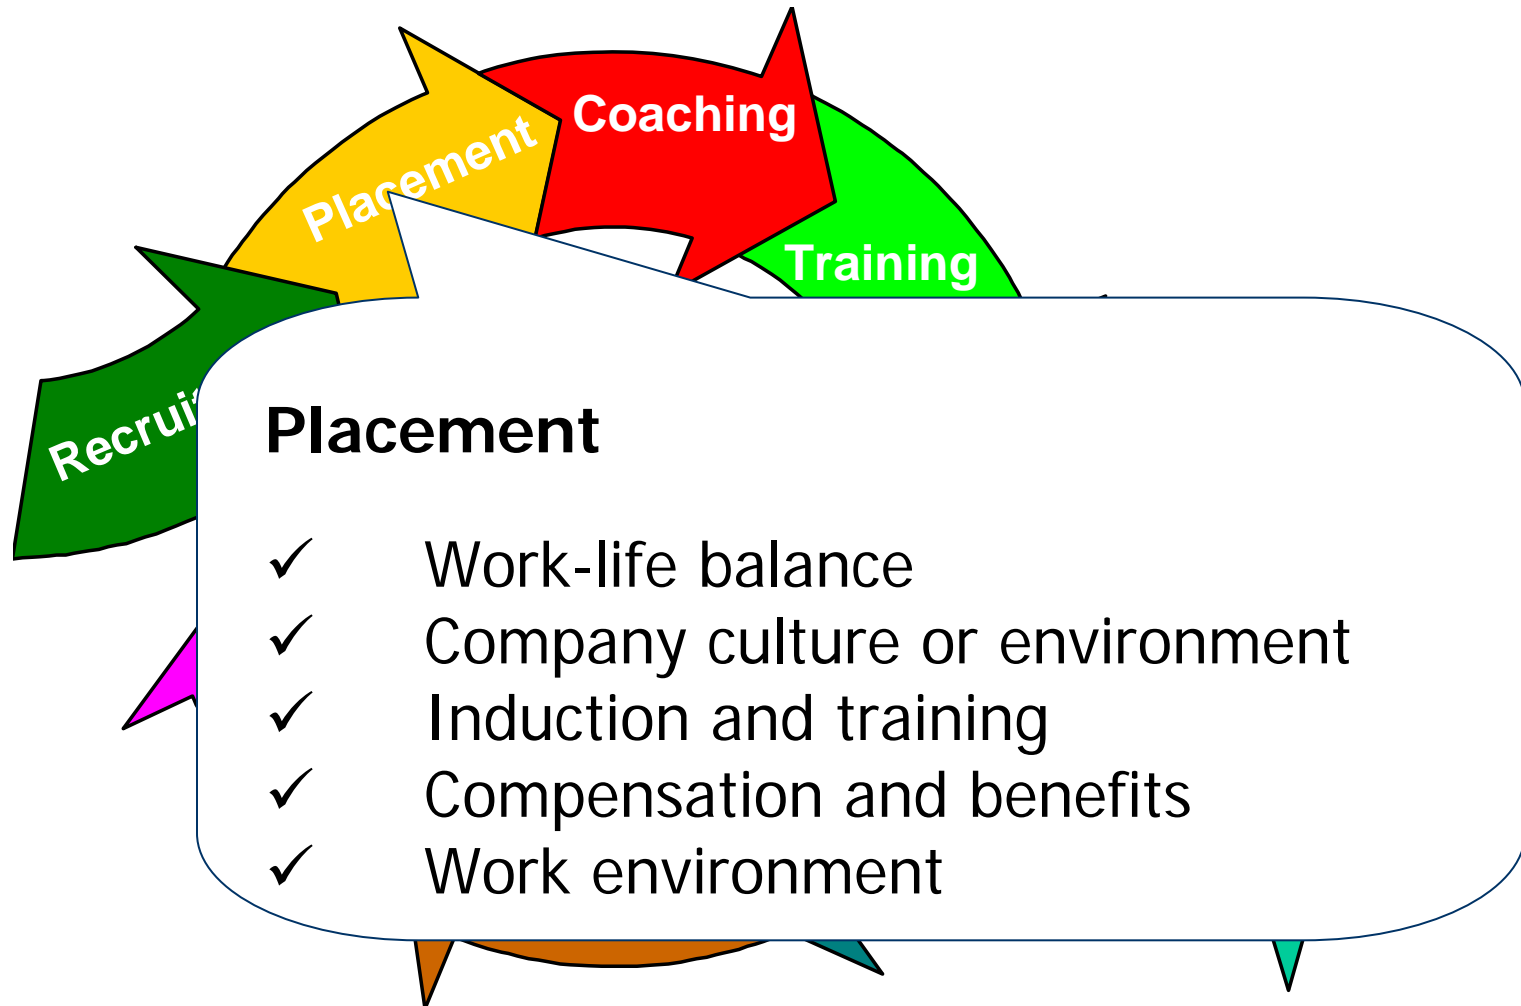 Coaching
Placement
Training
Placement
✓ Work-life balance
✓ Company culture or environment
✓ Induction and training
✓ Compensation and benefits
✓ Work environment